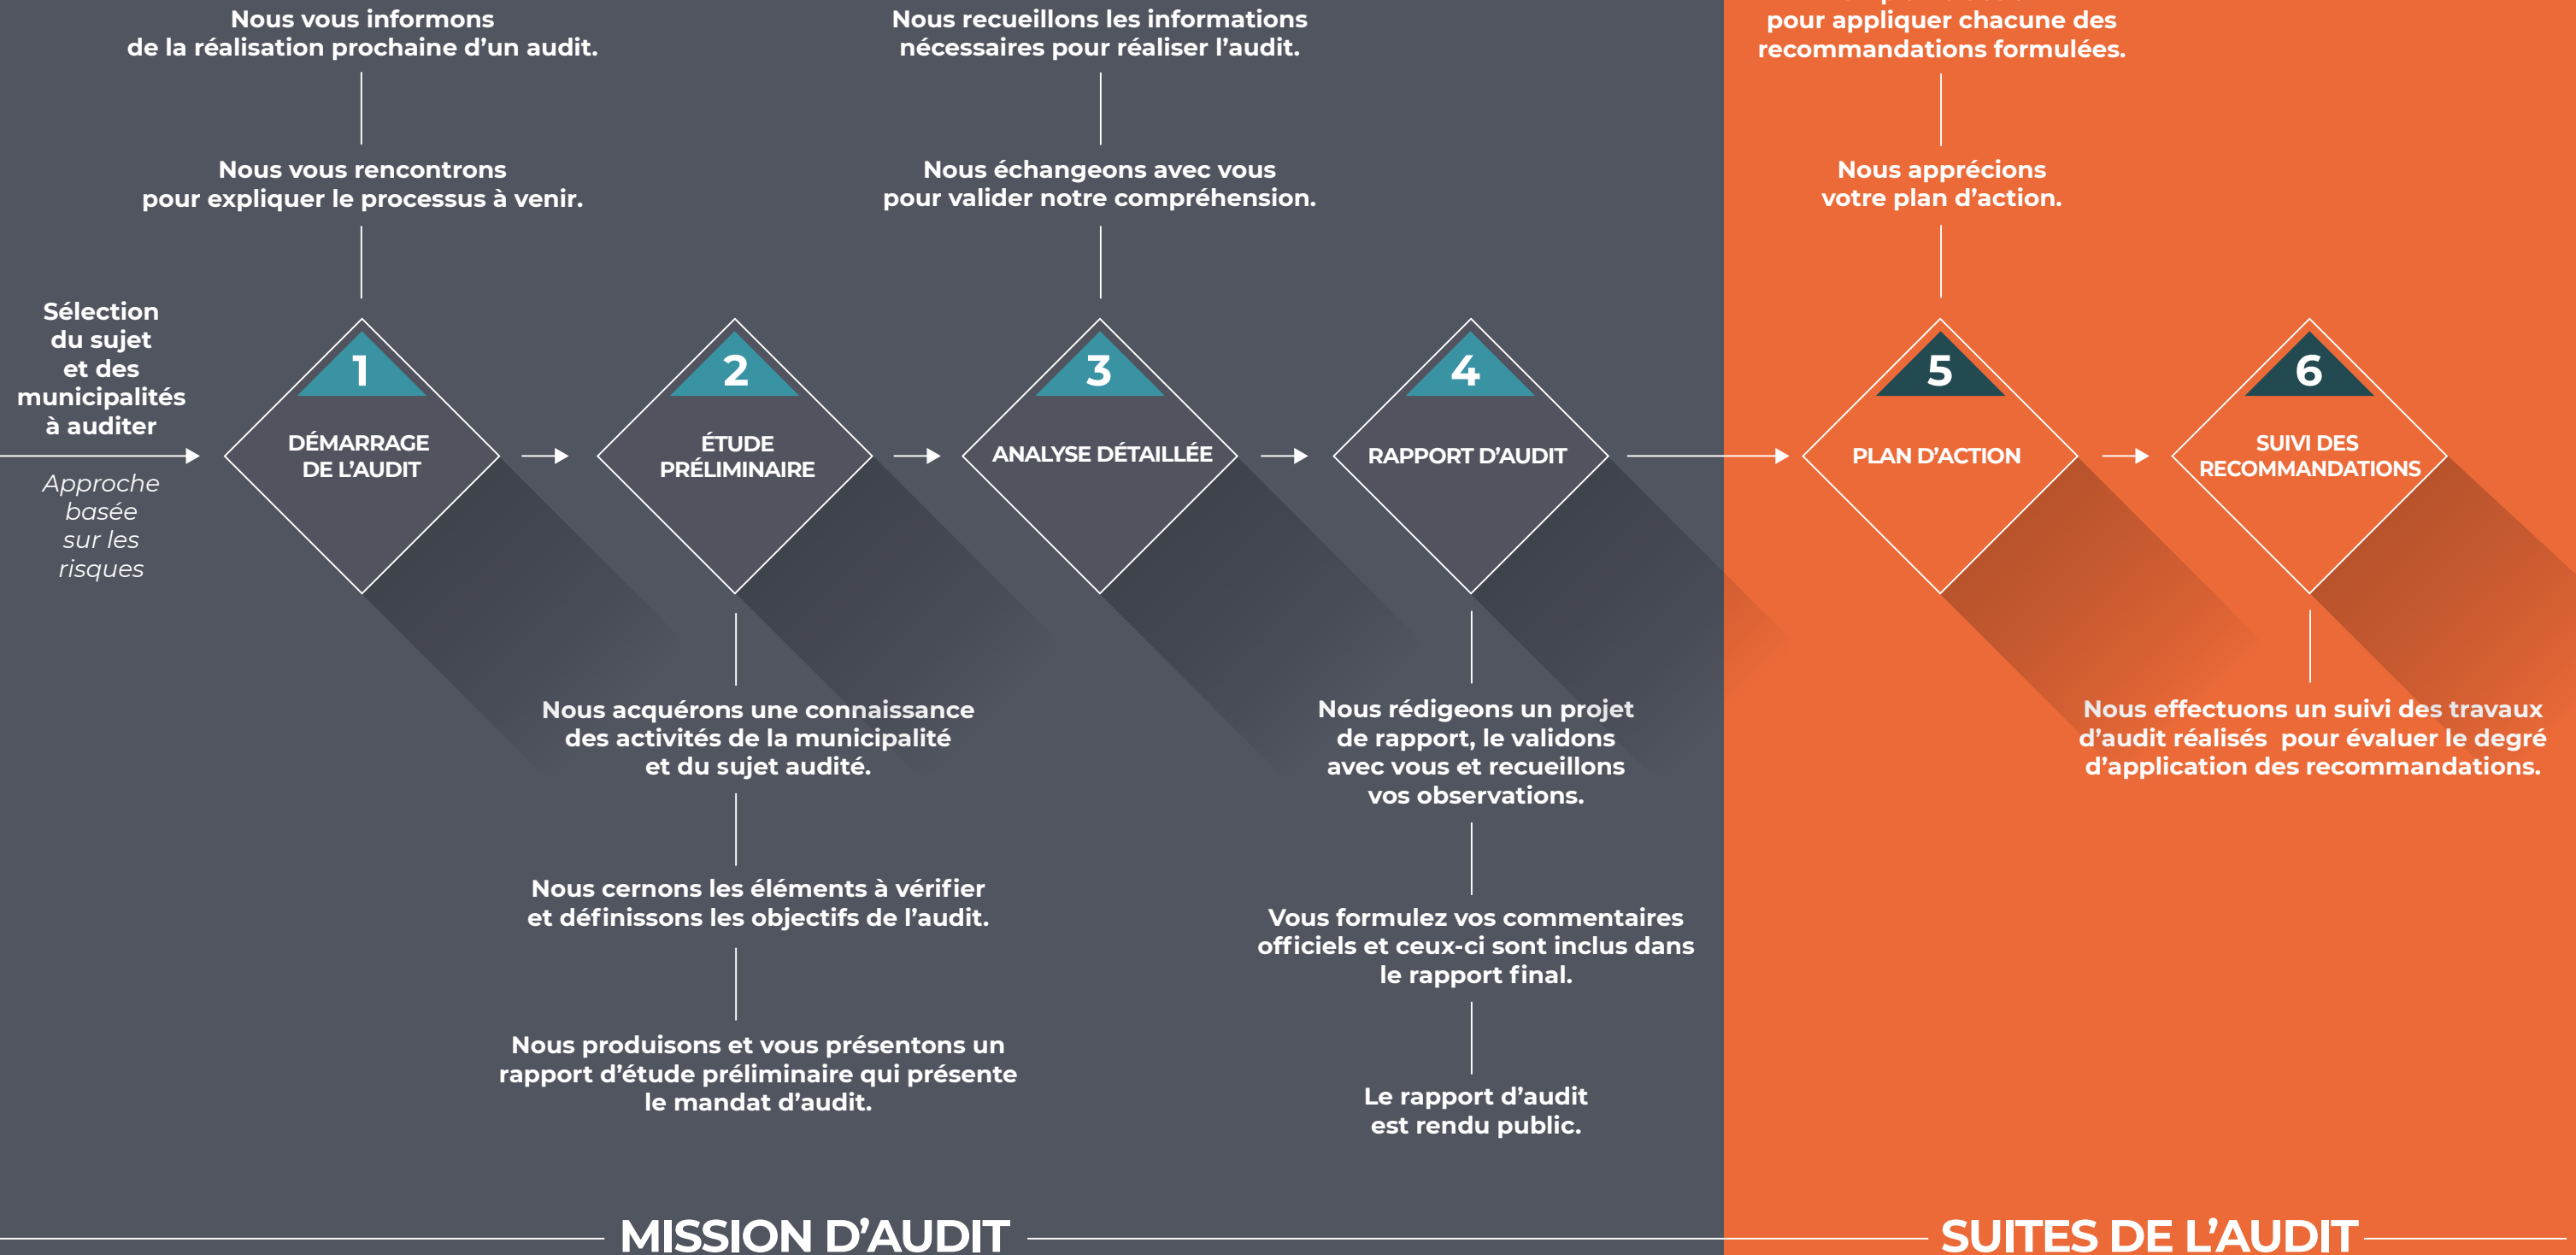 Nous vous informons
de la réalisation prochaine d’un audit.
Nous vous rencontrons
pour expliquer le processus à venir.
Nous recueillons les informations
nécessaires pour réaliser l’audit.
Nous échangeons avec vous
pour valider notre compréhension.
pour appliquer chacune des
recommandations formulées.
Nous apprécions
votre plan d’action.
Sélection
du sujet
et des
municipalités
à auditer
Approche
basée
sur les
risques
1
DÉMARRAGE
DE L’AUDIT
2
ÉTUDE
PRÉLIMINAIRE
3
ANALYSE DÉTAILLÉE
4
RAPPORT D’AUDIT
5
PLAN D’ACTION
6
SUIVI DES
RECOMMANDATIONS
Nous acquérons une connaissance
des activités de la municipalité
et du sujet audité.
Nous cernons les éléments à vérifier
et définissons les objectifs de l’audit.
Nous produisons et vous présentons un
rapport d’étude préliminaire qui présente
le mandat d’audit.
Nous rédigeons un projet
de rapport, le validons
avec vous et recueillons
vos observations.
Vous formulez vos commentaires
officiels et ceux-ci sont inclus dans
le rapport final.
Le rapport d’audit
est rendu public.
Nous effectuons un suivi des travaux
d’audit réalisés  pour évaluer le degré
d’application des recommandations.
MISSION D’AUDIT
SUITES DE L’AUDIT